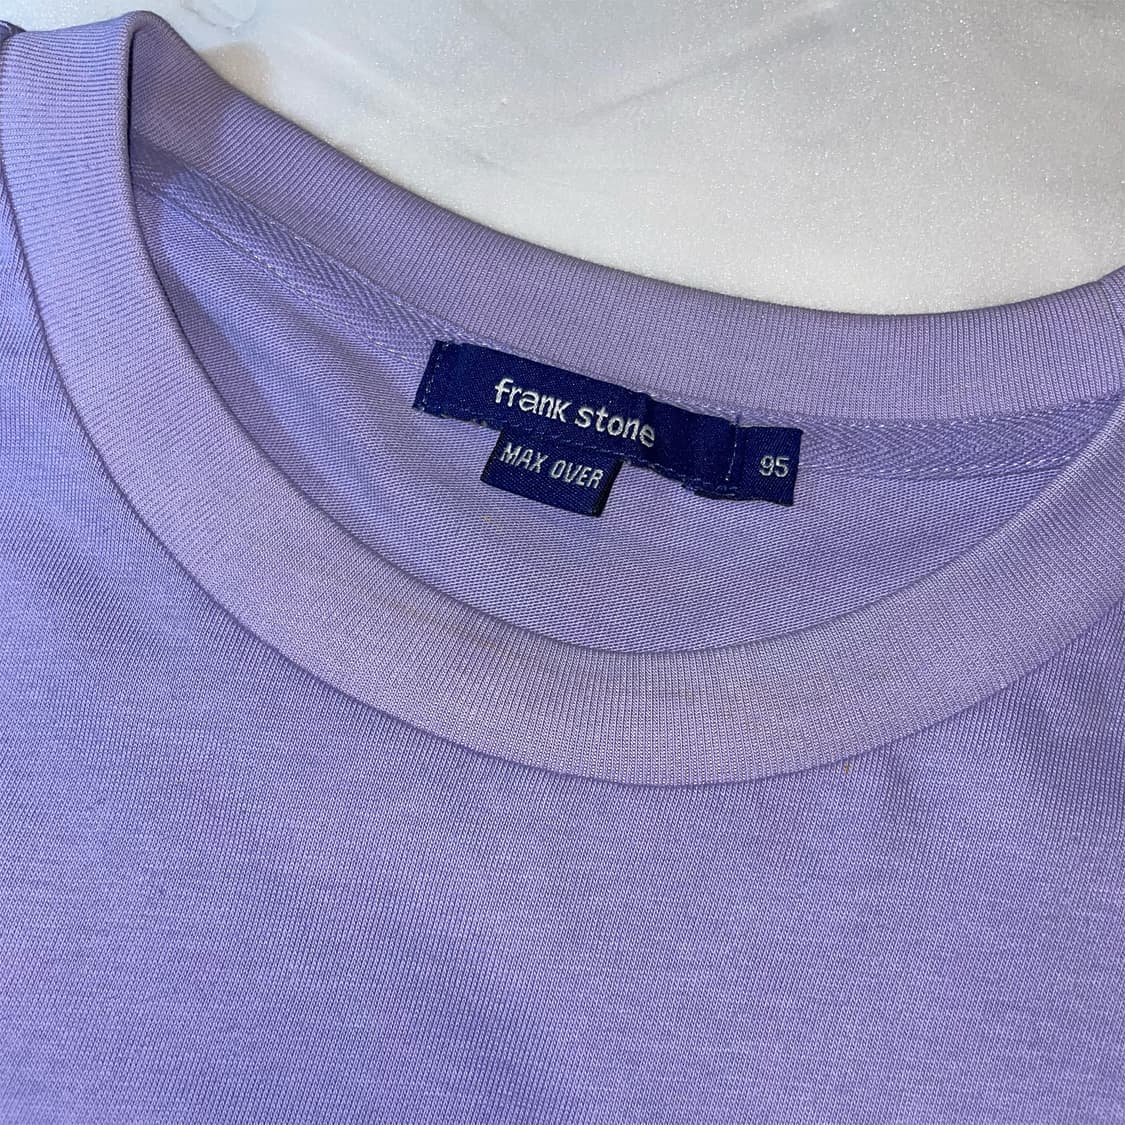 frank stone
95
MAX OVER